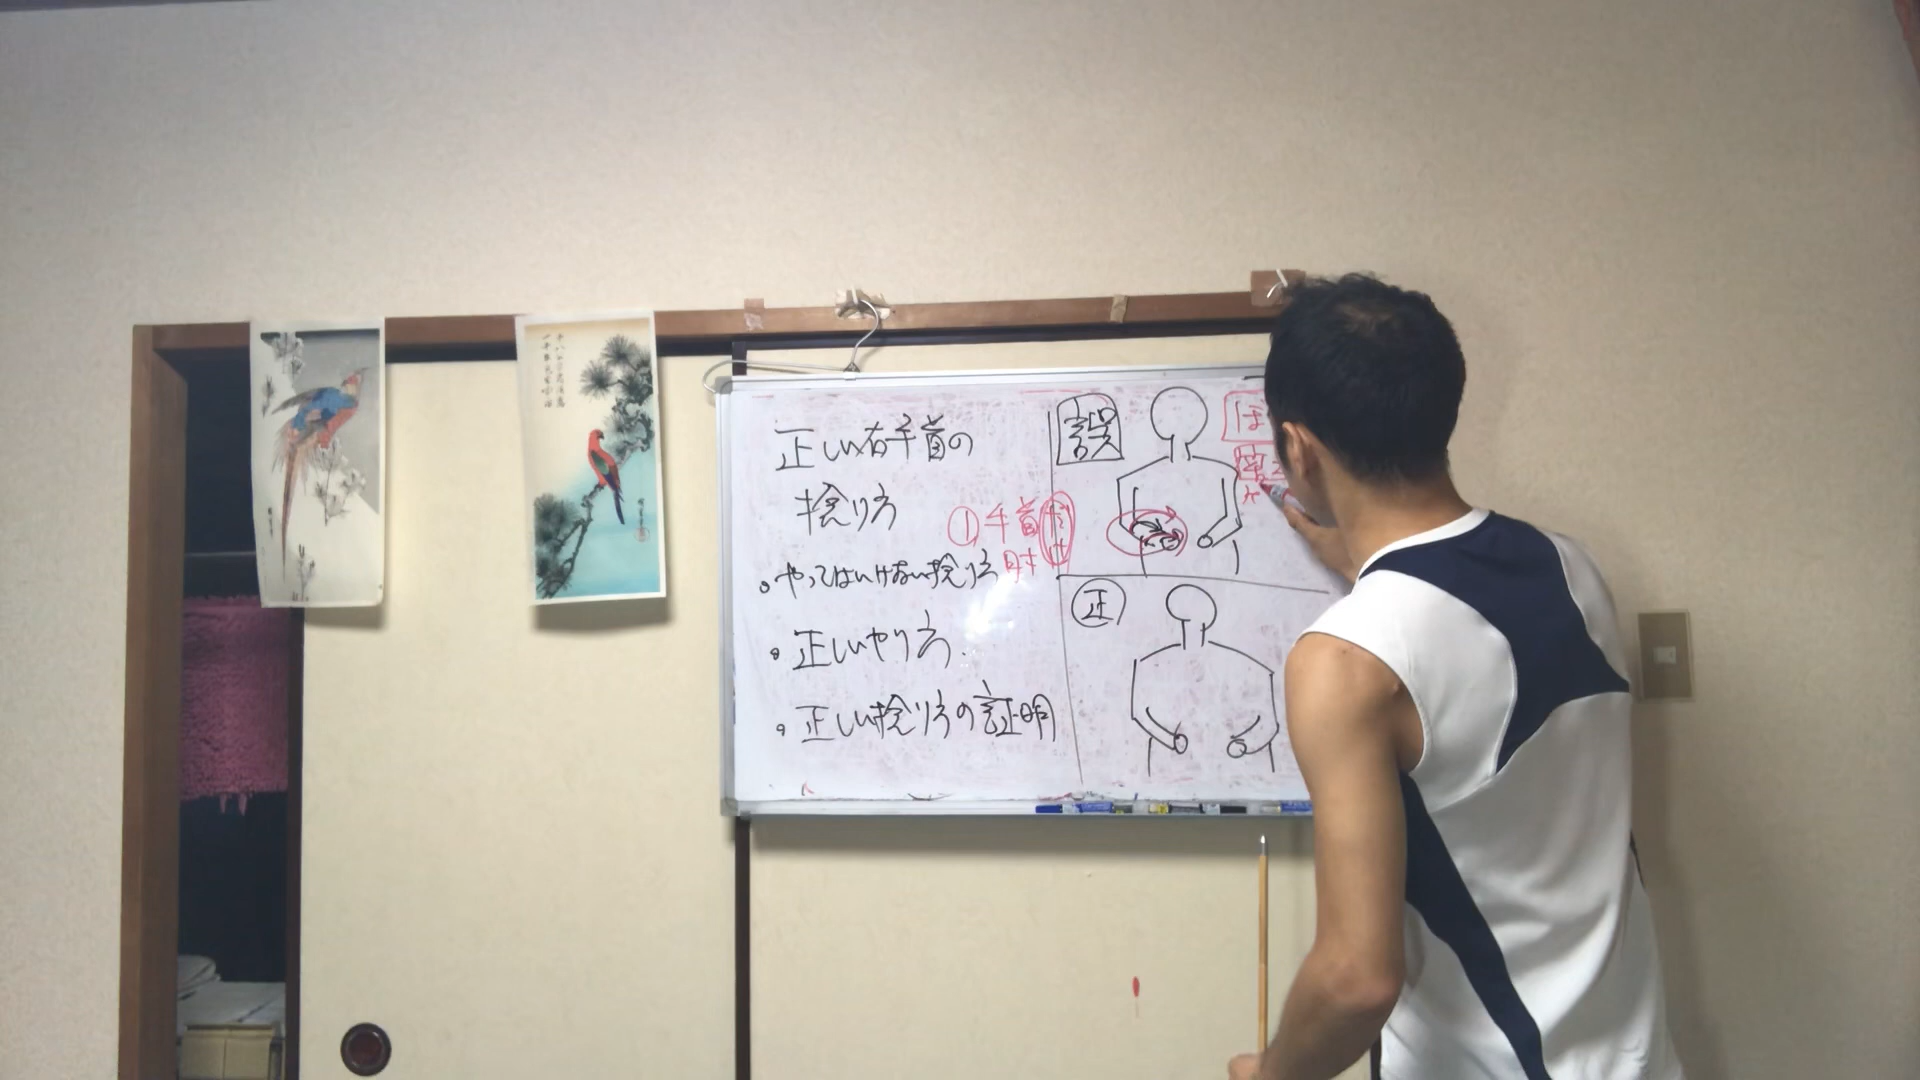 正しい右手首の
捻り方
・やってはいけない捻り方
・正しいやり方.
・正しい捻り方の証明
① 手首
肘
誤
ほ
正